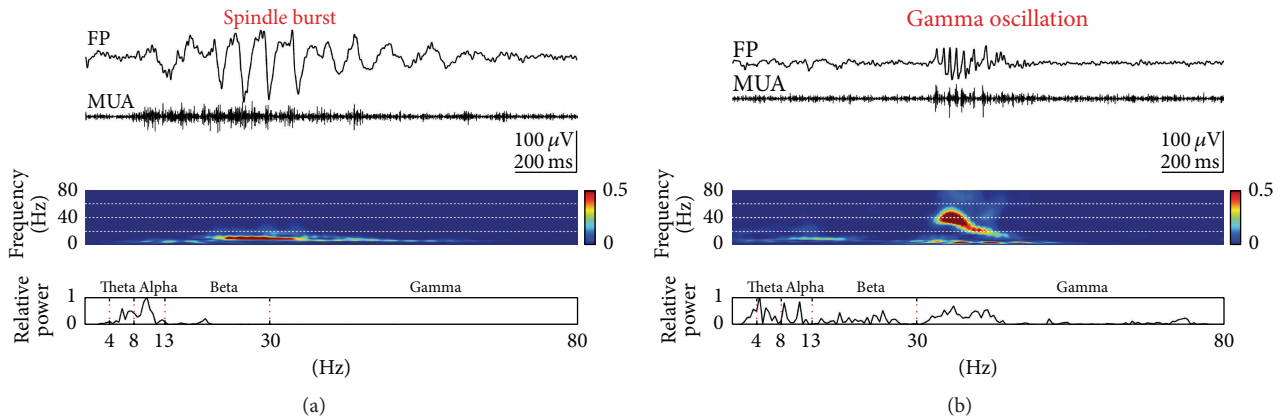 Spindle burst
FP
MUA
100 μV
200 ms
Frequency
(Hz)
80
40
0
0.5
0
Relative
power
1
0
Theta Alpha Beta Gamma
4 8 13 30 80
(Hz)
(a)
Gamma oscillation
FP
MUA
100 μV
200 ms
Frequency
(Hz)
80
40
0
0.5
0
Relative
power
1
0
Theta Alpha Beta Gamma
4 8 13 30 80
(Hz)
(b)